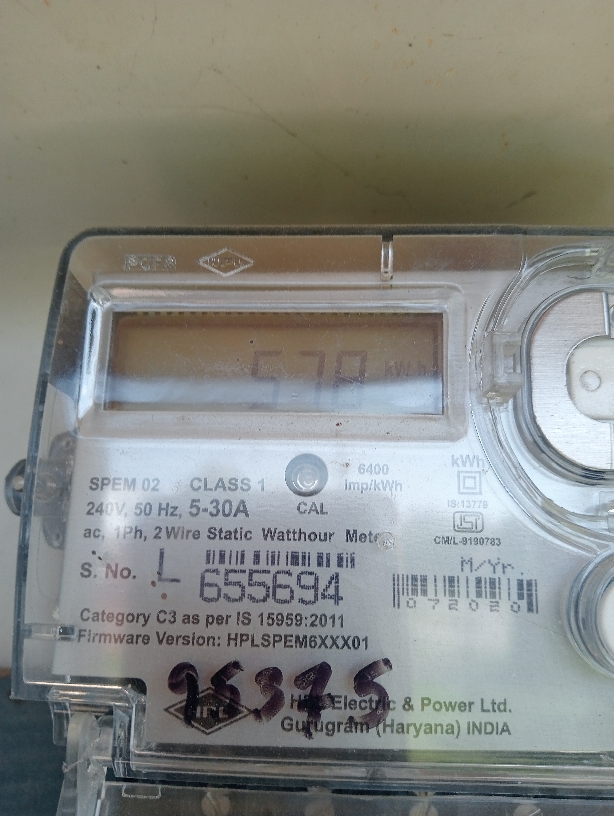 578 kWh
SPEM 02 CLASS 1
6400 imp/kWh
kWh
240V, 50 Hz, 5-30A
CAL
IS:13779
ISI
CM/L-9190783
ac, 1Ph, 2 Wire Static Watthour Meter
M/Yr.
S. No. L 655694
072020
Category C3 as per IS 15959:2011
Firmware Version: HPLSPEM6XXX01
HPL Electric & Power Ltd.
Gurugram (Haryana) INDIA